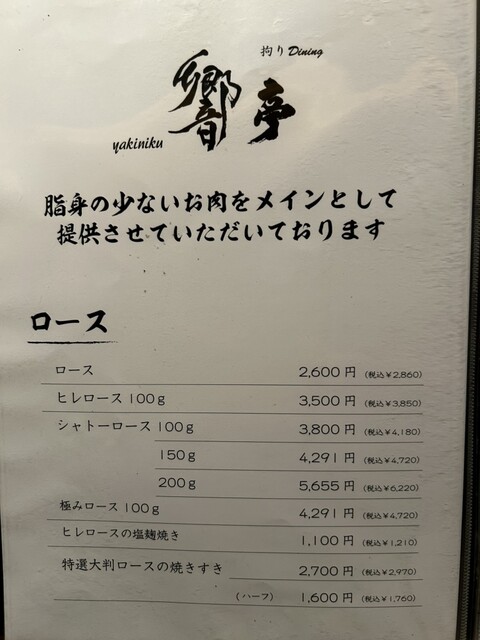 拘り Dining
響亭
yakiniku
脂身の少ないお肉をメインとして
提供させていただいております
ロース
ロース 2,600 円 (税込¥2,860)
ヒレロース 100g 3,500 円 (税込¥3,850)
シャトーロース 100g 3,800 円 (税込¥4,180)
150g 4,291 円 (税込¥4,720)
200g 5,655 円 (税込¥6,220)
極みロース 100g 4,291 円 (税込¥4,720)
ヒレロースの塩麹焼き 1,100 円 (税込¥1,210)
特選大判ロースの焼きすき 2,700 円 (税込¥2,970)
(ハーフ) 1,600 円 (税込¥1,760)